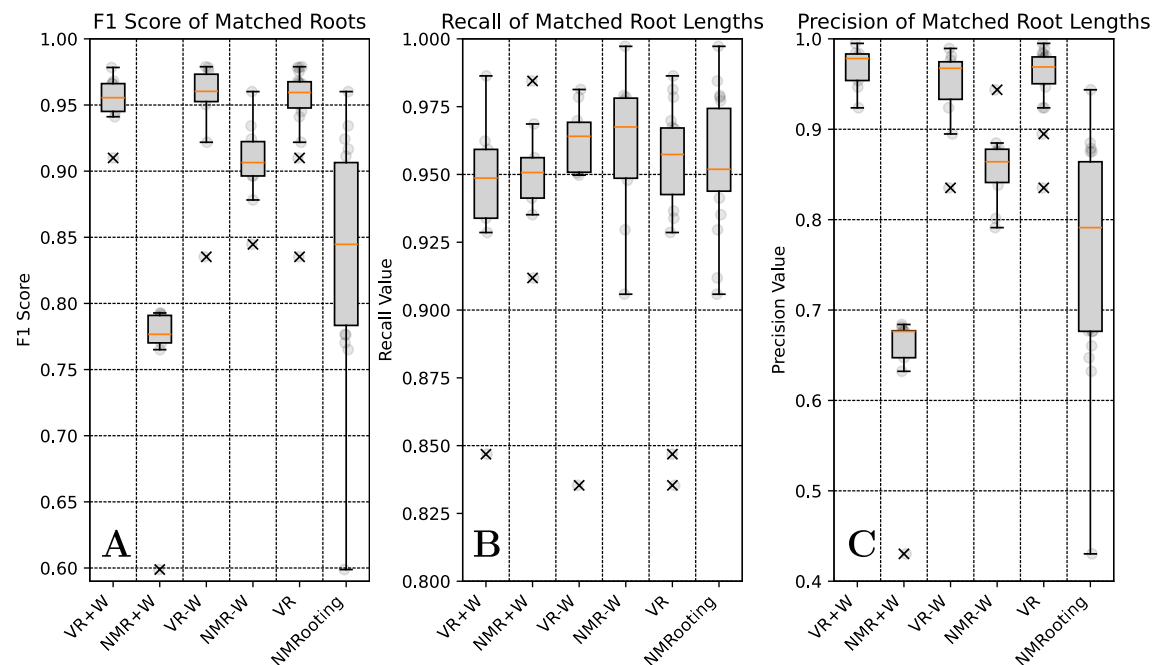 F1 Score of Matched Roots
1.00
0.95
0.90
0.85
0.80
0.75
0.70
0.65
0.60
F1 Score
A
VR+W
NMR+W
VR-W
NMR-W
VR
NMRooting
Recall of Matched Root Lengths
1.000
0.975
0.950
0.925
0.900
0.875
0.850
0.825
0.800
Recall Value
B
VR+W
NMR+W
VR-W
NMR-W
VR
NMRooting
Precision of Matched Root Lengths
1.0
0.9
0.8
0.7
0.6
0.5
0.4
Precision Value
C
VR+W
NMR+W
VR-W
NMR-W
VR
NMRooting